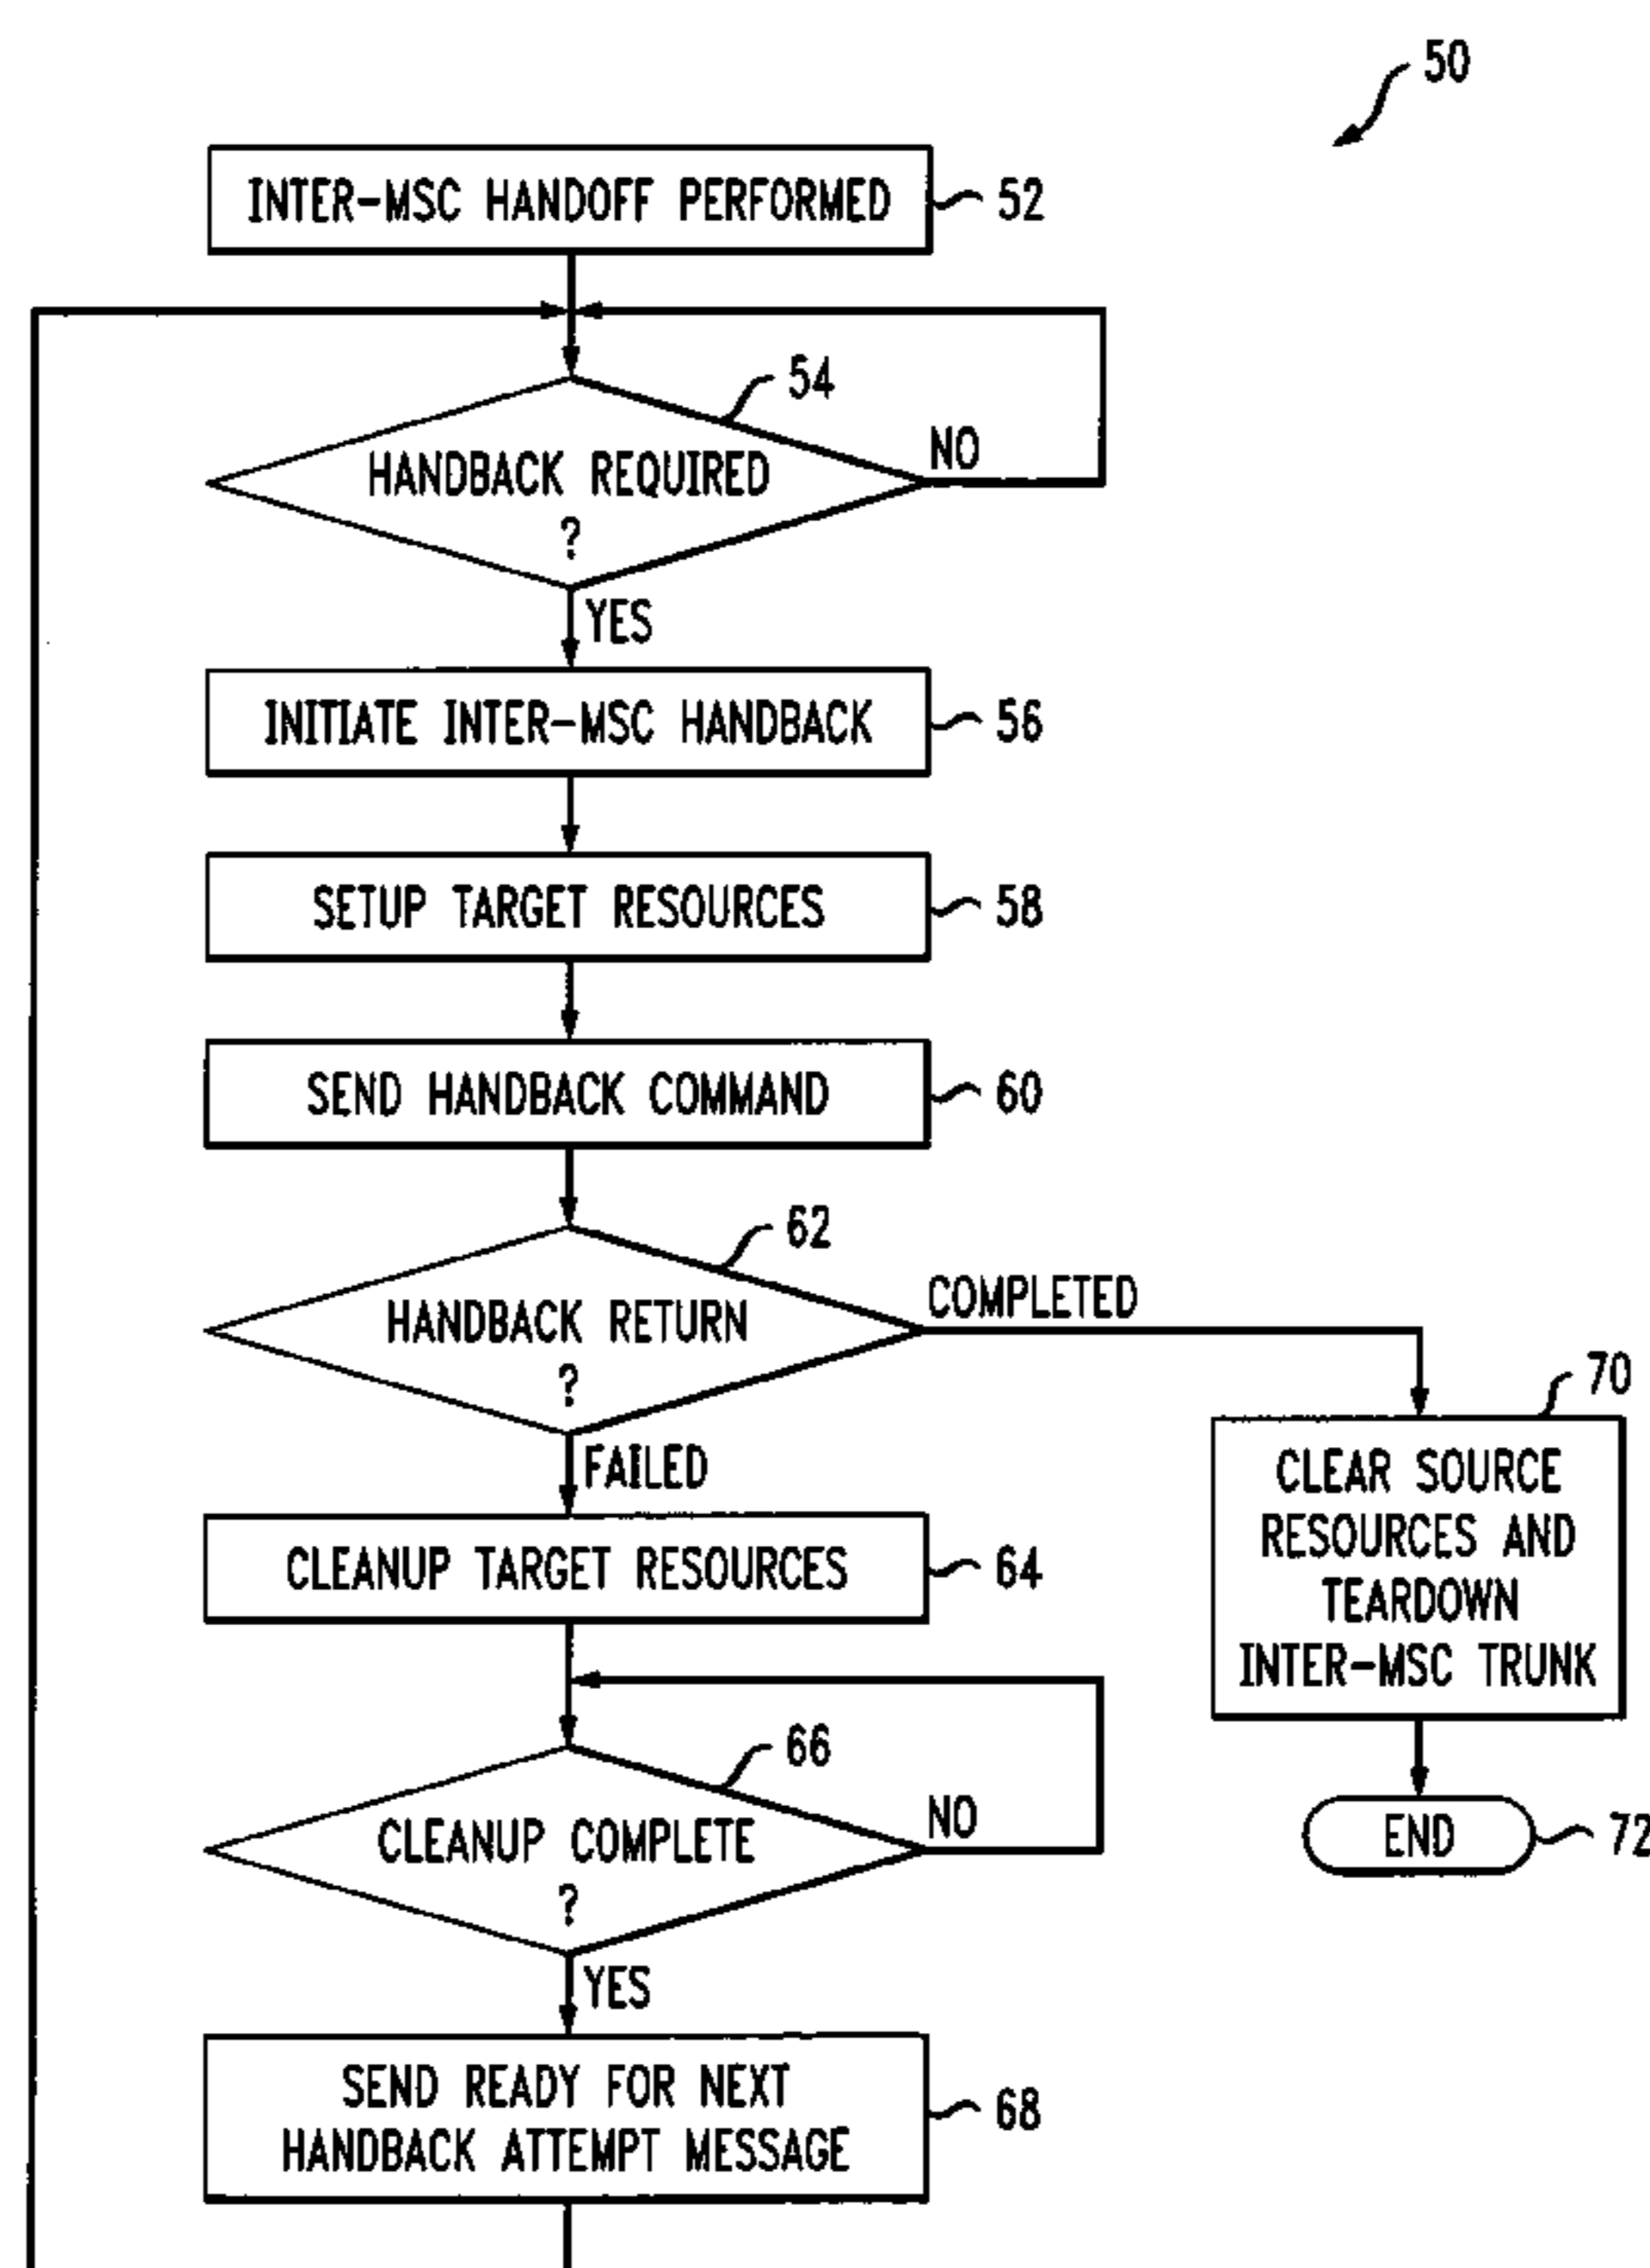 50
INTER-MSC HANDOFF PERFORMED
52
54
HANDBACK REQUIRED
?
NO
YES
INITIATE INTER-MSC HANDBACK
56
SETUP TARGET RESOURCES
58
SEND HANDBACK COMMAND
60
62
HANDBACK RETURN
?
COMPLETED
FAILED
70
CLEAR SOURCE
RESOURCES AND
TEARDOWN
INTER-MSC TRUNK
CLEANUP TARGET RESOURCES
64
66
CLEANUP COMPLETE
?
NO
END
72
YES
SEND READY FOR NEXT
HANDBACK ATTEMPT MESSAGE
68